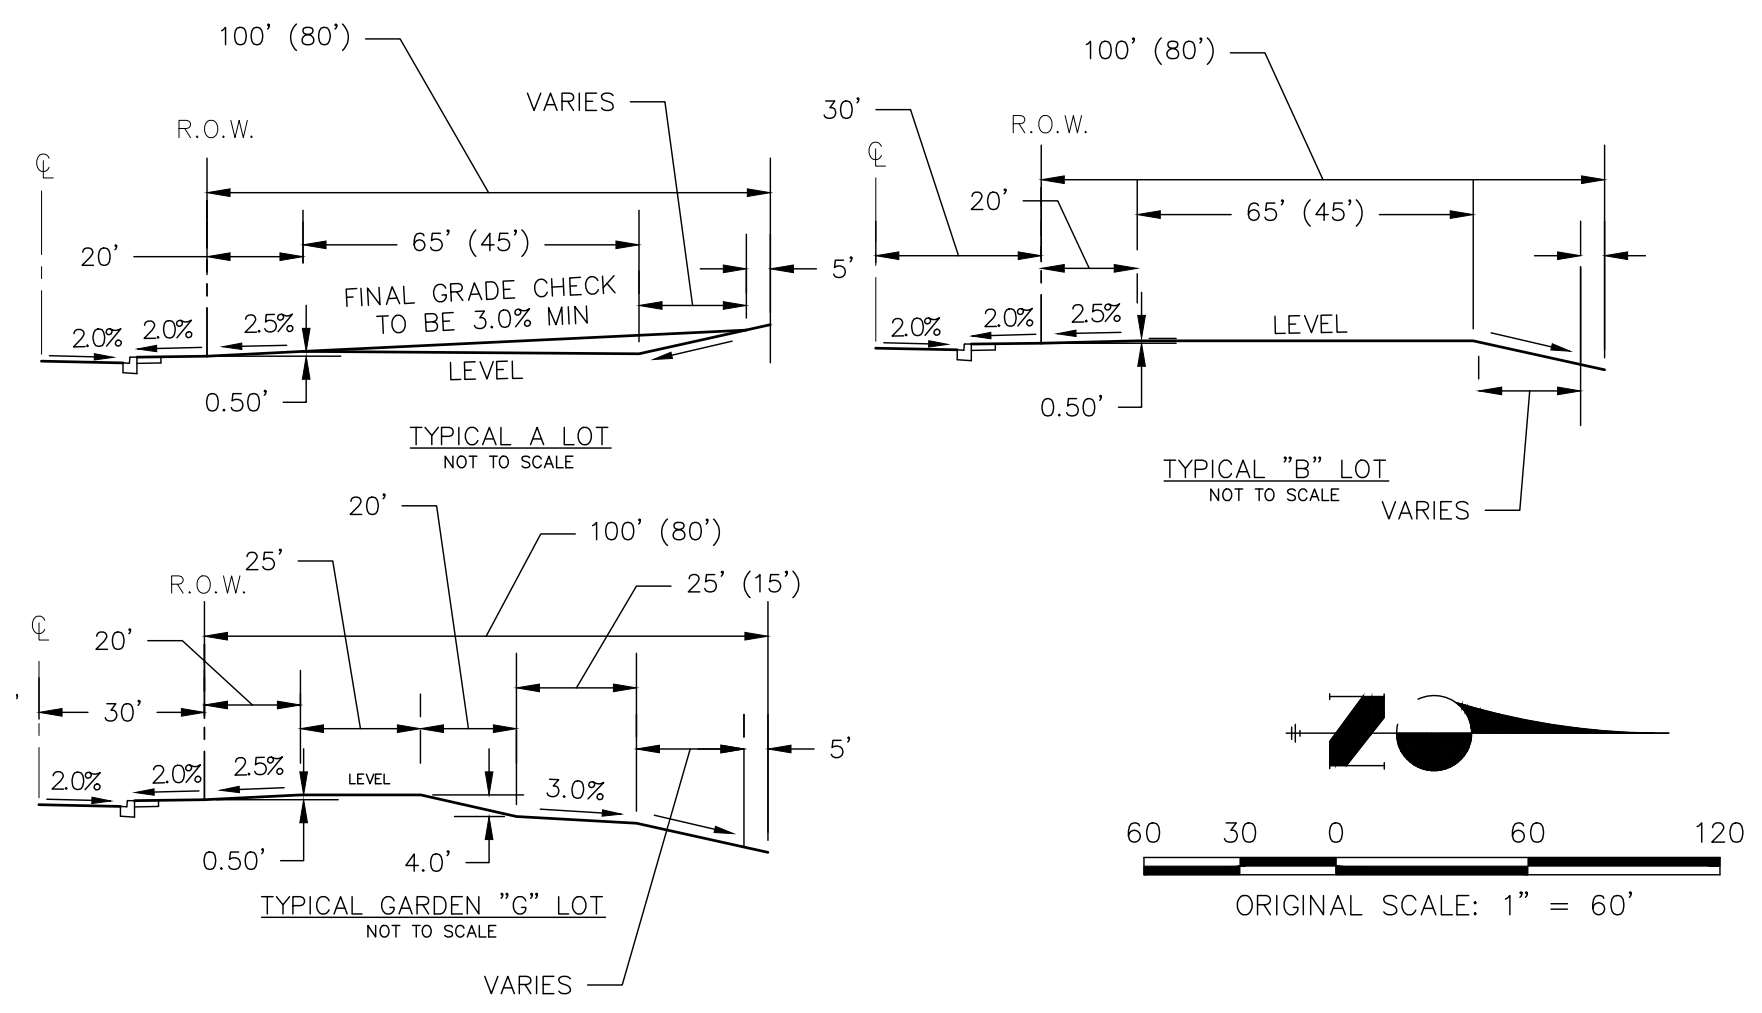 100' (80')
VARIES
R.O.W.
℄
20'
65' (45')
5'
FINAL GRADE CHECK
TO BE 3.0% MIN
2.0%
2.0%
2.5%
LEVEL
0.50'
TYPICAL A LOT
NOT TO SCALE
100' (80')
30'
R.O.W.
℄
20'
65' (45')
2.0%
2.0%
2.5%
LEVEL
0.50'
TYPICAL "B" LOT
NOT TO SCALE
VARIES
20'
100' (80')
25'
R.O.W.
25' (15')
℄
20'
'
30'
5'
2.0%
2.0%
2.5%
LEVEL
3.0%
0.50'
4.0'
TYPICAL GARDEN "G" LOT
NOT TO SCALE
VARIES
Z
60 30 0 60 120
ORIGINAL SCALE: 1" = 60'